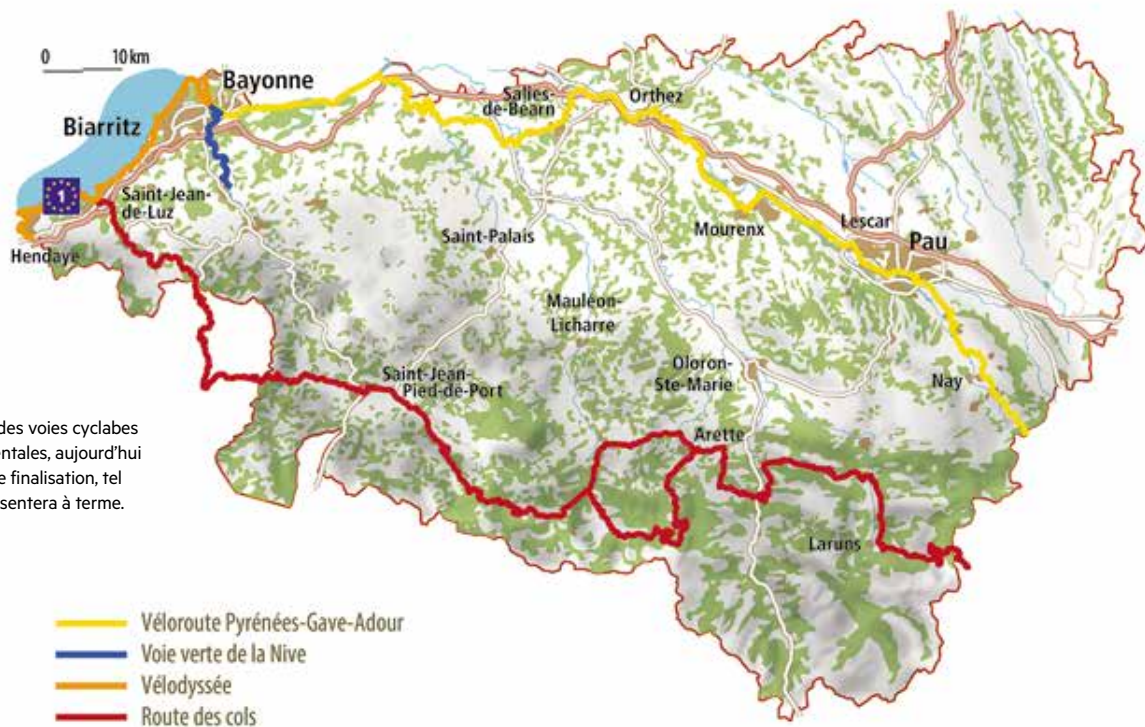 0 10 km
Bayonne
Biarritz
Salies-
de-Bearn
Orthez
1
Saint-Jean-
de-Luz
Hendaye
Saint-Palais
Mourenx
Lescar
Pau
Mauléon-
Licharre
Oloron-
Ste-Marie
Nay
Saint-Jean-
Pied-de-Port
Arette
Laruns
des voies cyclabes
entales, aujourd'hui
e finalisation, tel
sentera à terme.
Véloroute Pyrénées-Gave-Adour
Voie verte de la Nive
Vélodyssée
Route des cols